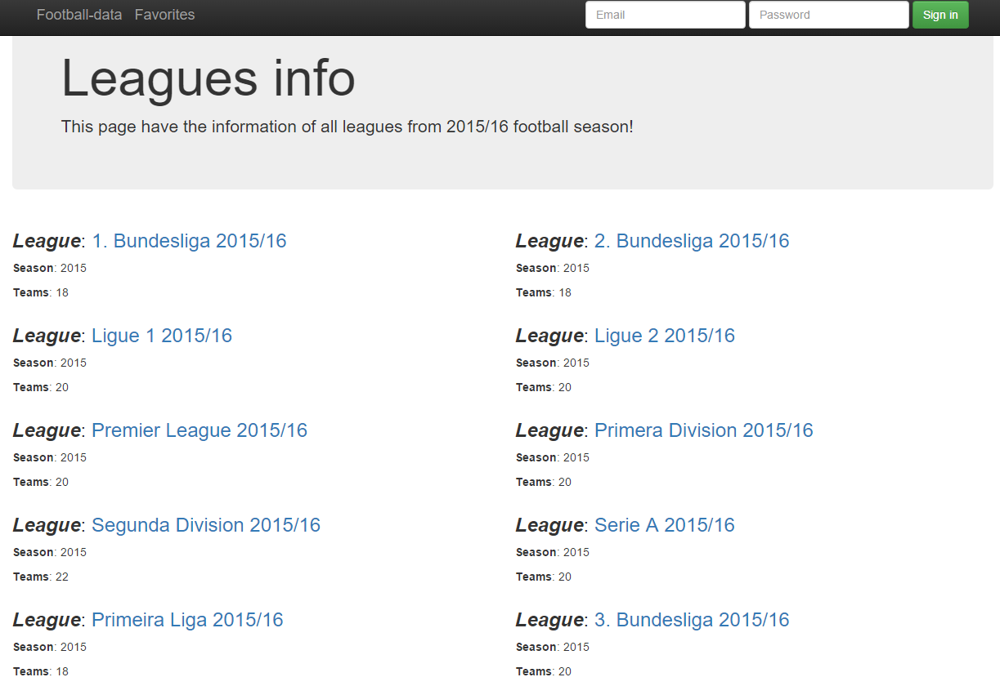 Football-data Favorites Email Password Sign in
Leagues info
This page have the information of all leagues from 2015/16 football season!
League: 1. Bundesliga 2015/16
Season: 2015
Teams: 18
League: 2. Bundesliga 2015/16
Season: 2015
Teams: 18
League: Ligue 1 2015/16
Season: 2015
Teams: 20
League: Ligue 2 2015/16
Season: 2015
Teams: 20
League: Premier League 2015/16
Season: 2015
Teams: 20
League: Primera Division 2015/16
Season: 2015
Teams: 20
League: Segunda Division 2015/16
Season: 2015
Teams: 22
League: Serie A 2015/16
Season: 2015
Teams: 20
League: Primeira Liga 2015/16
Season: 2015
Teams: 18
League: 3. Bundesliga 2015/16
Season: 2015
Teams: 20